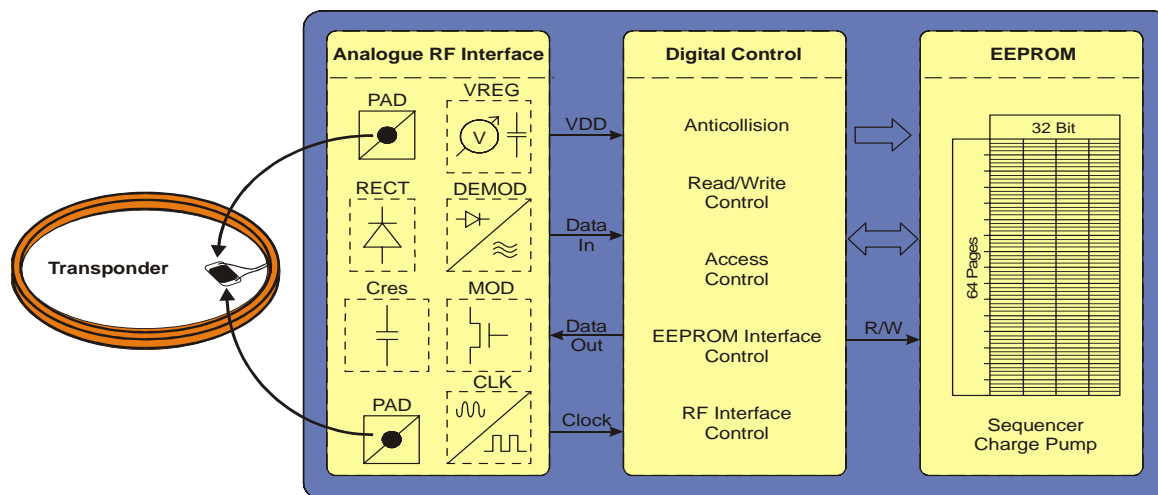 Analogue RF Interface
PAD
VREG
V
RECT
DEMOD
Cres
MOD
PAD
CLK
Transponder
VDD
Data
In
Data
Out
Clock
Digital Control
Anticollision
Read/Write
Control
Access
Control
EEPROM Interface
Control
RF Interface
Control
R/W
EEPROM
32 Bit
64 Pages
Sequencer
Charge Pump